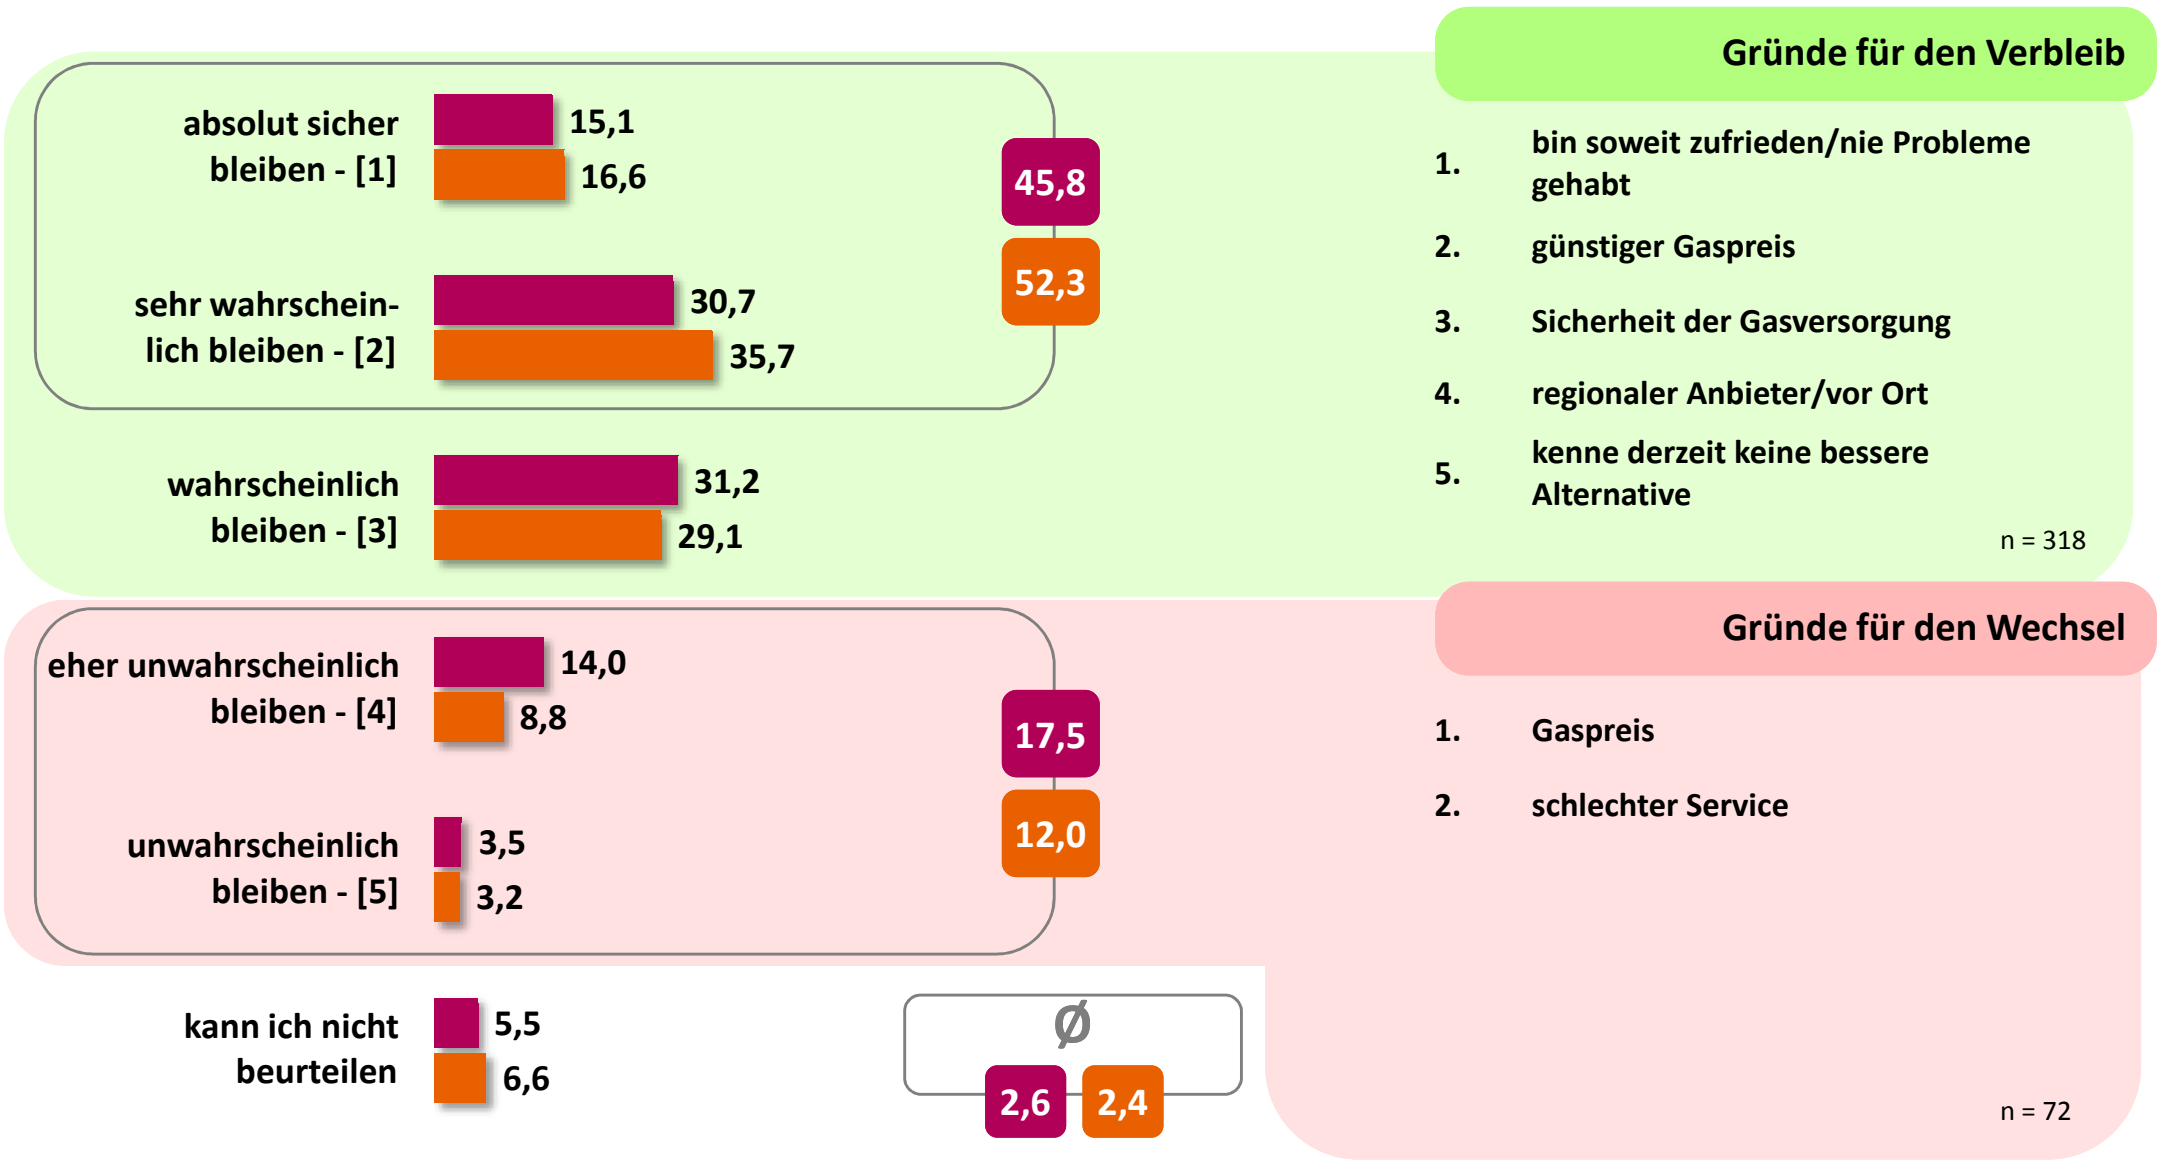 Gründe für den Verbleib
absolut sicher
bleiben - [1]
15,1
16,6
45,8
52,3
sehr wahrschein-
lich bleiben - [2]
30,7
35,7
wahrscheinlich
bleiben - [3]
31,2
29,1
1. bin soweit zufrieden/nie Probleme
gehabt
2. günstiger Gaspreis
3. Sicherheit der Gasversorgung
4. regionaler Anbieter/vor Ort
5. kenne derzeit keine bessere
Alternative
n = 318
Gründe für den Wechsel
eher unwahrscheinlich
bleiben - [4]
14,0
8,8
17,5
12,0
unwahrscheinlich
bleiben - [5]
3,5
3,2
1. Gaspreis
2. schlechter Service
kann ich nicht
beurteilen
5,5
6,6
Ø
2,6 2,4
n = 72